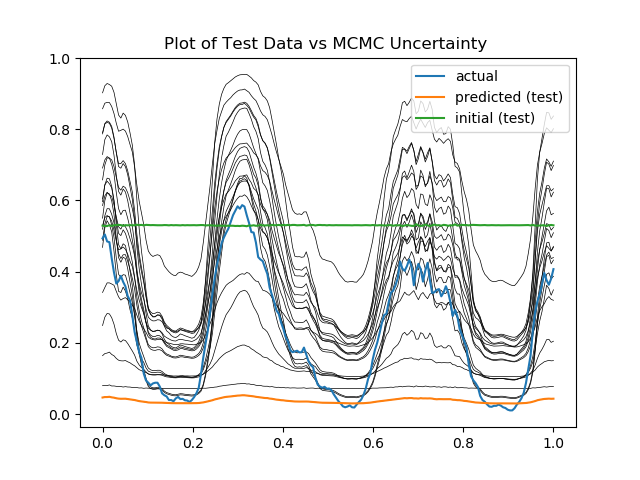 Plot of Test Data vs MCMC Uncertainty
1.0
actual
predicted (test)
initial (test)
0.8
0.6
0.4
0.2
0.0
0.0 0.2 0.4 0.6 0.8 1.0